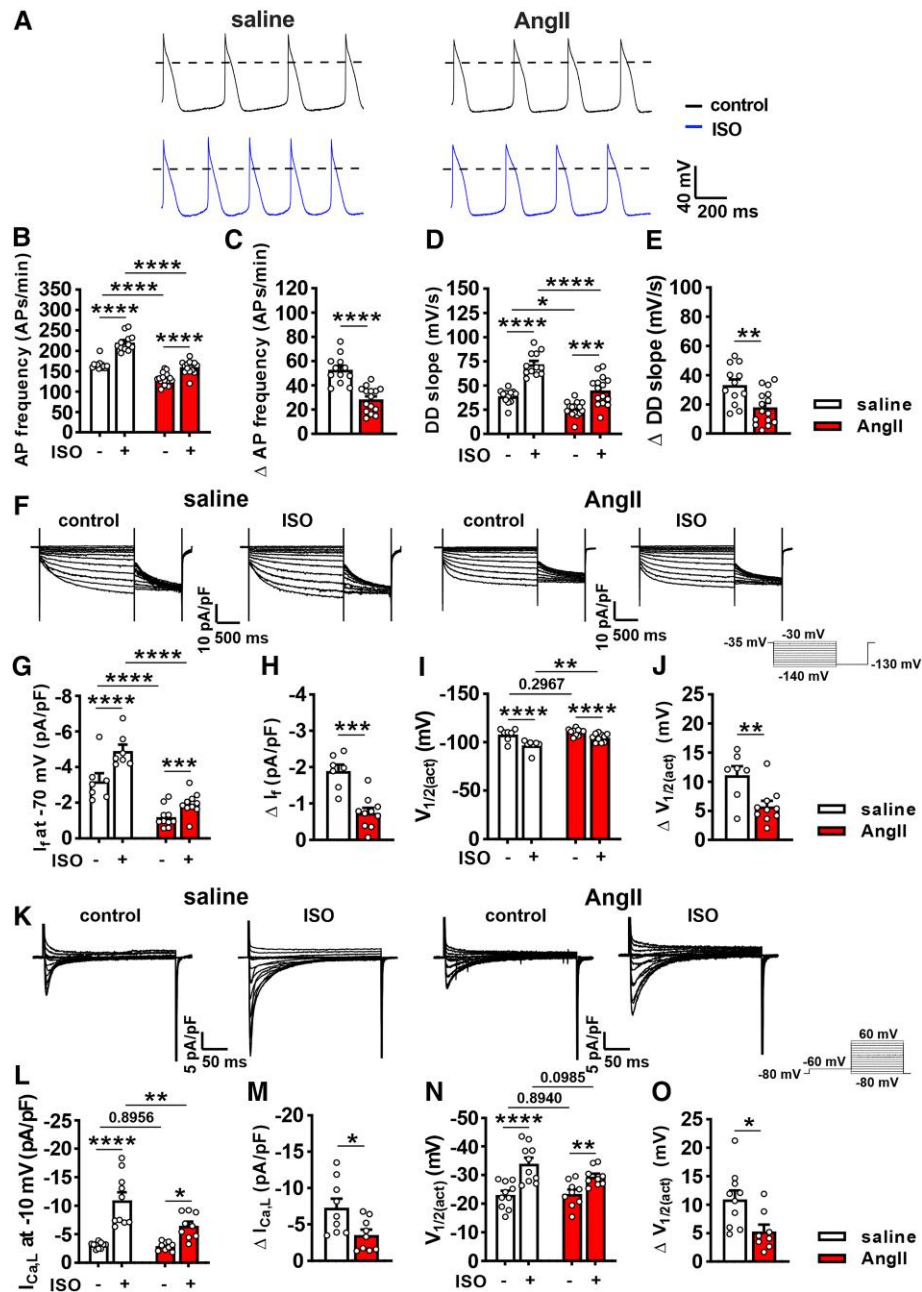 A
saline
AngII
control
ISO
40 mV
200 ms
B
AP frequency (APs/min)
350
300
250
200
150
100
50
0
****
****
****
****
ISO
-
+
-
+
C
Δ AP frequency (APs/min)
120
100
80
60
40
20
0
****
D
DD slope (mV/s)
150
125
100
75
50
25
0
****
*
****
***
ISO
-
+
-
+
E
Δ DD slope (mV/s)
100
80
60
40
20
0
**
saline
AngII
F
saline
AngII
control
ISO
control
ISO
10 pA/pF
500 ms
10 pA/pF
500 ms
-35 mV
-30 mV
-130 mV
-140 mV
G
If at -70 mV (pA/pF)
-8
-6
-4
-2
0
****
****
****
***
ISO
-
+
-
+
H
Δ If (pA/pF)
-4
-3
-2
-1
0
***
I
V1/2(act) (mV)
-150
-100
-50
0
**
0.2967
****
****
ISO
-
+
-
+
J
Δ V1/2(act) (mV)
25
20
15
10
5
0
**
saline
AngII
K
saline
AngII
control
ISO
control
ISO
5 pA/pF
50 ms
5 pA/pF
50 ms
60 mV
-60 mV
-80 mV
-80 mV
L
ICa,L at -10 mV (pA/pF)
-25
-20
-15
-10
-5
0
**
0.8956
****
*
ISO
-
+
-
+
M
Δ ICa,L (pA/pF)
-20
-15
-10
-5
0
*
N
V1/2(act) (mV)
-50
-40
-30
-20
-10
0
0.0985
0.8940
****
**
ISO
-
+
-
+
O
Δ V1/2(act) (mV)
25
20
15
10
5
0
*
saline
AngII